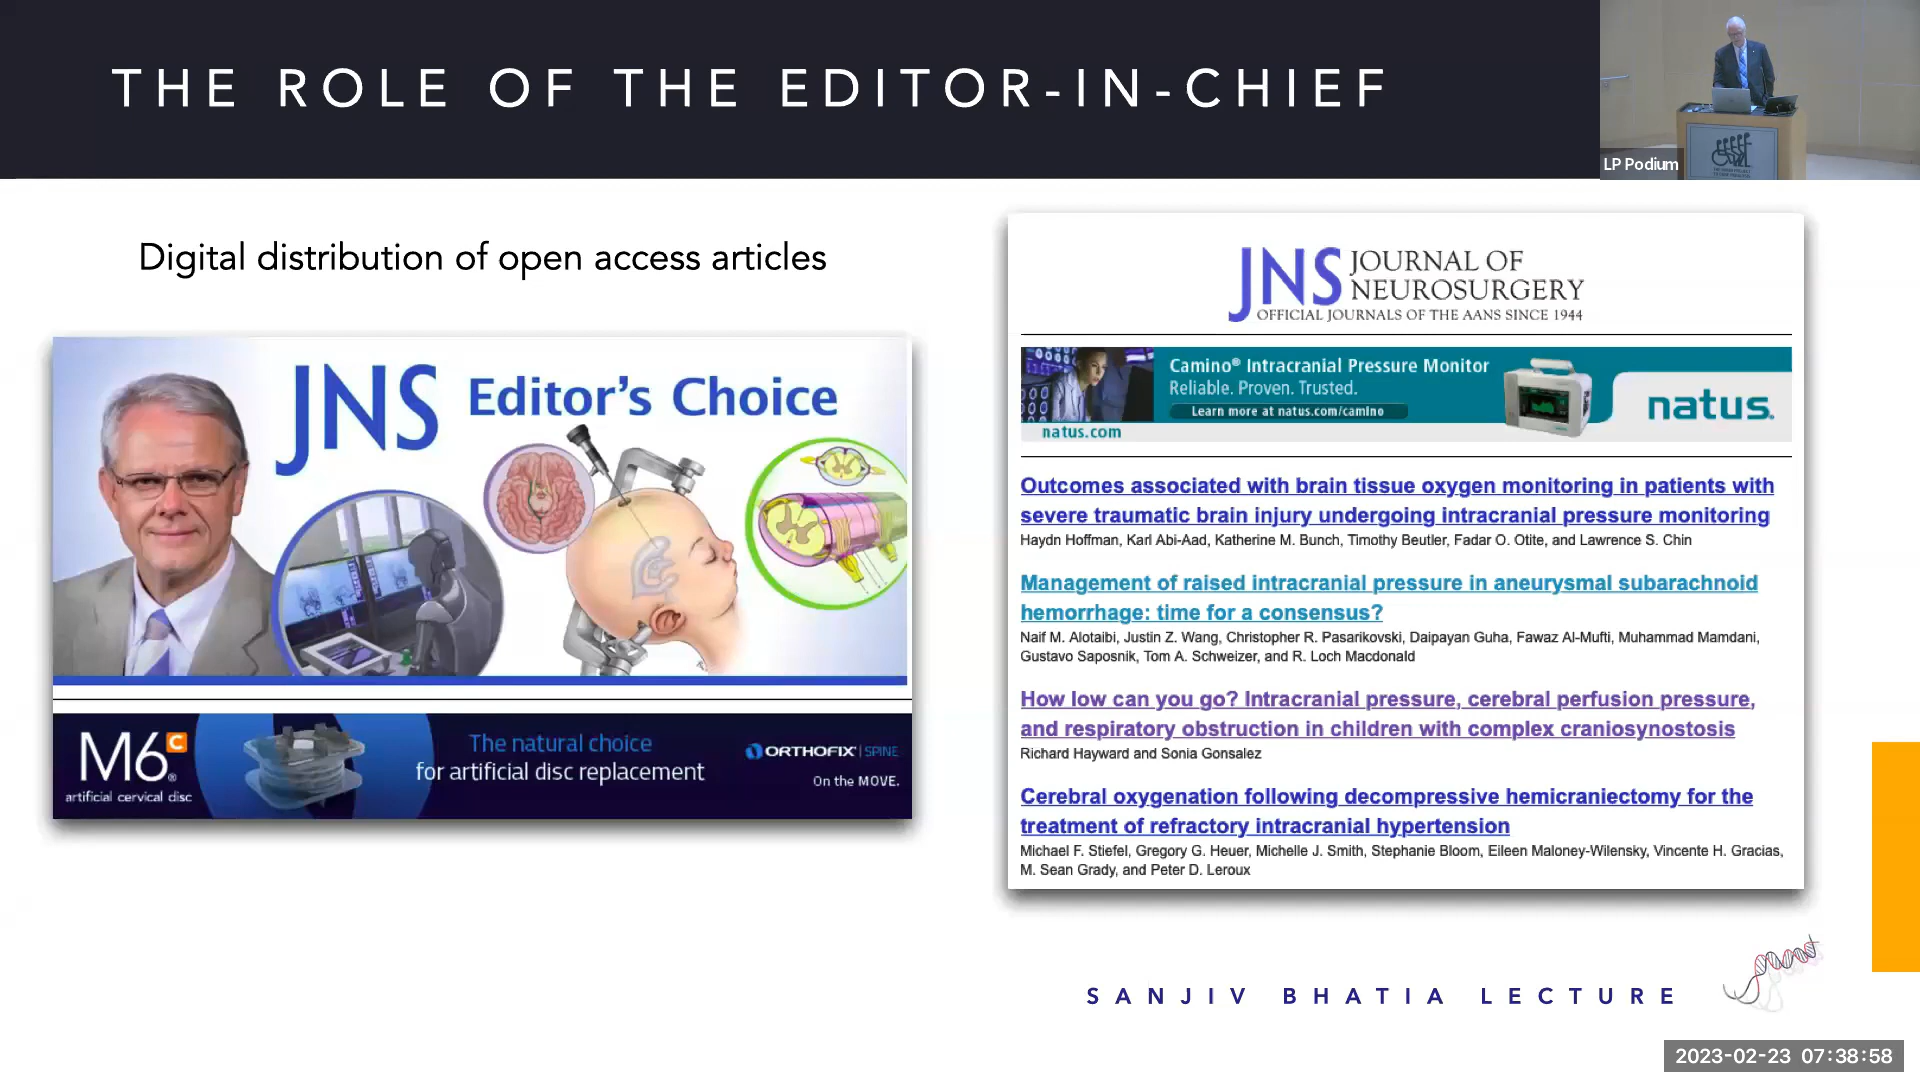 THE ROLE OF THE EDITOR-IN-CHIEF
LP Podium
Digital distribution of open access articles
JNS Editor's Choice
M6 C ®
artificial cervical disc
The natural choice
for artificial disc replacement
ORTHOFIX® | SPINE
On the MOVE.
JNS JOURNAL OF
NEUROSURGERY
OFFICIAL JOURNALS OF THE AANS SINCE 1944
Camino® Intracranial Pressure Monitor
Reliable. Proven. Trusted.
Learn more at natus.com/camino
natus.com
natus.
Outcomes associated with brain tissue oxygen monitoring in patients with
severe traumatic brain injury undergoing intracranial pressure monitoring
Haydn Hoffman, Karl Abi-Aad, Katherine M. Bunch, Timothy Beutler, Fadar O. Otite, and Lawrence S. Chin
Management of raised intracranial pressure in aneurysmal subarachnoid
hemorrhage: time for a consensus?
Naif M. Alotaibi, Justin Z. Wang, Christopher R. Pasarikovski, Daipayan Guha, Fawaz Al-Mufti, Muhammad Mamdani,
Gustavo Saposnik, Tom A. Schweizer, and R. Loch Macdonald
How low can you go? Intracranial pressure, cerebral perfusion pressure,
and respiratory obstruction in children with complex craniosynostosis
Richard Hayward and Sonia Gonsalez
Cerebral oxygenation following decompressive hemicraniectomy for the
treatment of refractory intracranial hypertension
Michael F. Stiefel, Gregory G. Heuer, Michelle J. Smith, Stephanie Bloom, Eileen Maloney-Wilensky, Vincente H. Gracias,
M. Sean Grady, and Peter D. Leroux
SANJIV BHATIA LECTURE
2023-02-23 07:38:58